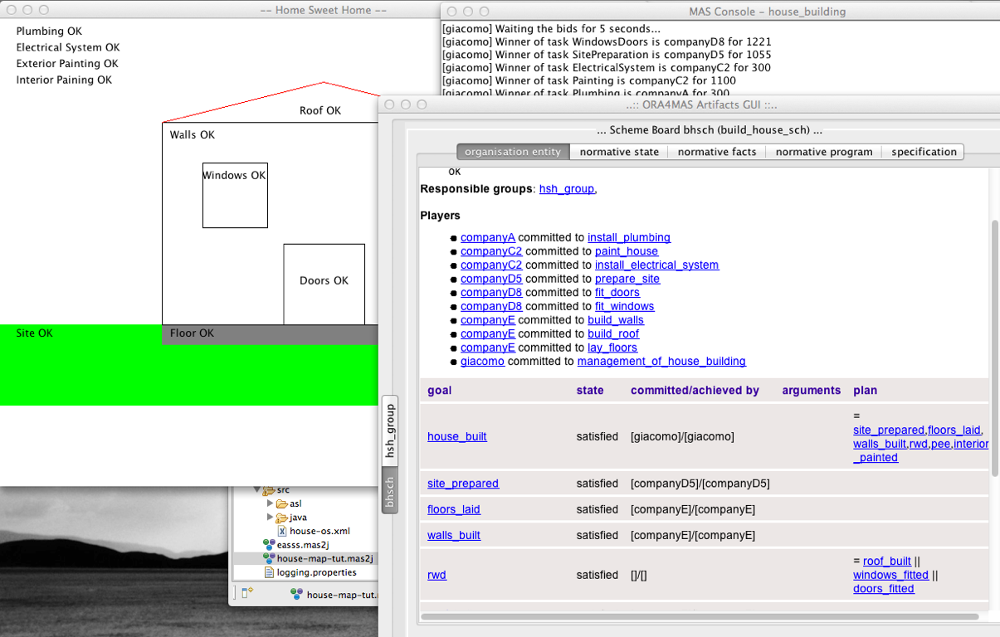 -- Home Sweet Home --
Plumbing OK
Electrical System OK
Exterior Painting OK
Interior Paining OK
Roof OK
Walls OK
Windows OK
Doors OK
Site OK
Floor OK
MAS Console - house_building
[giacomo] Waiting the bids for 5 seconds...
[giacomo] Winner of task WindowsDoors is companyD8 for 1221
[giacomo] Winner of task SitePreparation is companyD5 for 1055
[giacomo] Winner of task ElectricalSystem is companyC2 for 300
[giacomo] Winner of task Painting is companyC2 for 1100
[giacomo] Winner of task Plumbing is companyA for 300
..:: ORA4MAS Artifacts GUI ::..
... Scheme Board bhsch (build_house_sch) ...
organisation entity normative state normative facts normative program specification
OK
Responsible groups: hsh_group,
Players
companyA committed to install_plumbing
companyC2 committed to paint_house
companyC2 committed to install_electrical_system
companyD5 committed to prepare_site
companyD8 committed to fit_doors
companyD8 committed to fit_windows
companyE committed to build_walls
companyE committed to build_roof
companyE committed to lay_floors
giacomo committed to management_of_house_building
goal state committed/achieved by arguments plan
house_built satisfied [giacomo]/[giacomo] =
site_prepared,floors_laid,
walls_built,rwd,pee,interior
_painted
site_prepared satisfied [companyD5]/[companyD5]
floors_laid satisfied [companyE]/[companyE]
walls_built satisfied [companyE]/[companyE]
rwd satisfied []/[] = roof_built ||
windows_fitted ||
doors_fitted
hsh_group
bhsch
src
asl
java
house-os.xml
easss.mas2j
house-map-tut.mas2j
logging.properties
house-map-tut.